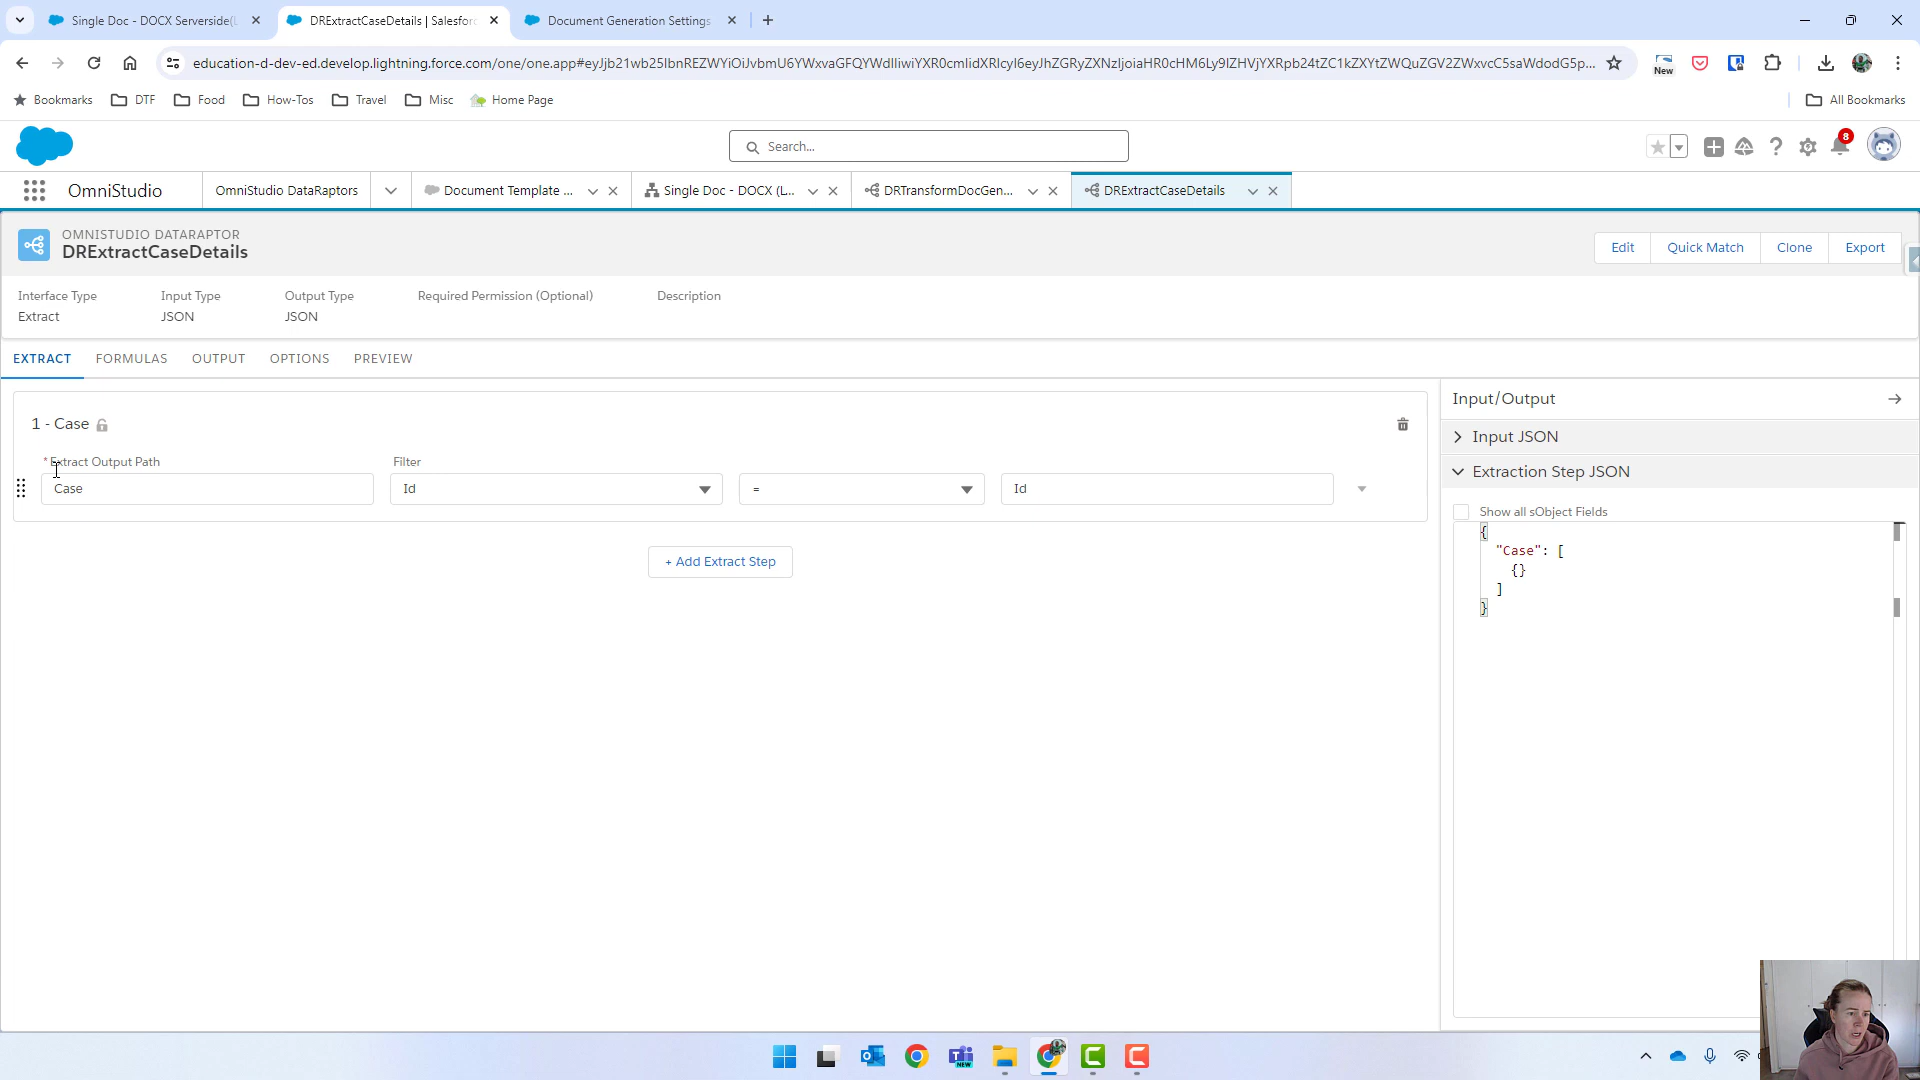 Single Doc - DOCX Serverside(L
DRExtractCaseDetails | Salesforc
Document Generation Settings
education-d-dev-ed.develop.lightning.force.com/one/one.app#eyJjb21wb25lbnREZWYiOiJvbmU6YWxvaGFQYWdlIiwiYXR0cmlidXRlcyI6eyJhZGRyZXNzIjoiaHR0cHM6Ly9lZHVjYXRpb24tZC1kZXYtZWQuZGV2ZWxvcC5saWdodG5p...
New
Bookmarks
DTF
Food
How-Tos
Travel
Misc
Home Page
All Bookmarks
Search...
8
OmniStudio
OmniStudio DataRaptors
Document Template ...
Single Doc - DOCX (L...
DRTransformDocGen...
DRExtractCaseDetails
OMNISTUDIO DATARAPTOR
DRExtractCaseDetails
Edit
Quick Match
Clone
Export
Interface Type
Input Type
Output Type
Required Permission (Optional)
Description
Extract
JSON
JSON
EXTRACT
FORMULAS
OUTPUT
OPTIONS
PREVIEW
Input/Output
1 - Case
Input JSON
*Extract Output Path
Filter
Extraction Step JSON
Case
Id
=
Id
Show all sObject Fields
{
"Case": [
{}
]
}
+ Add Extract Step
NEW